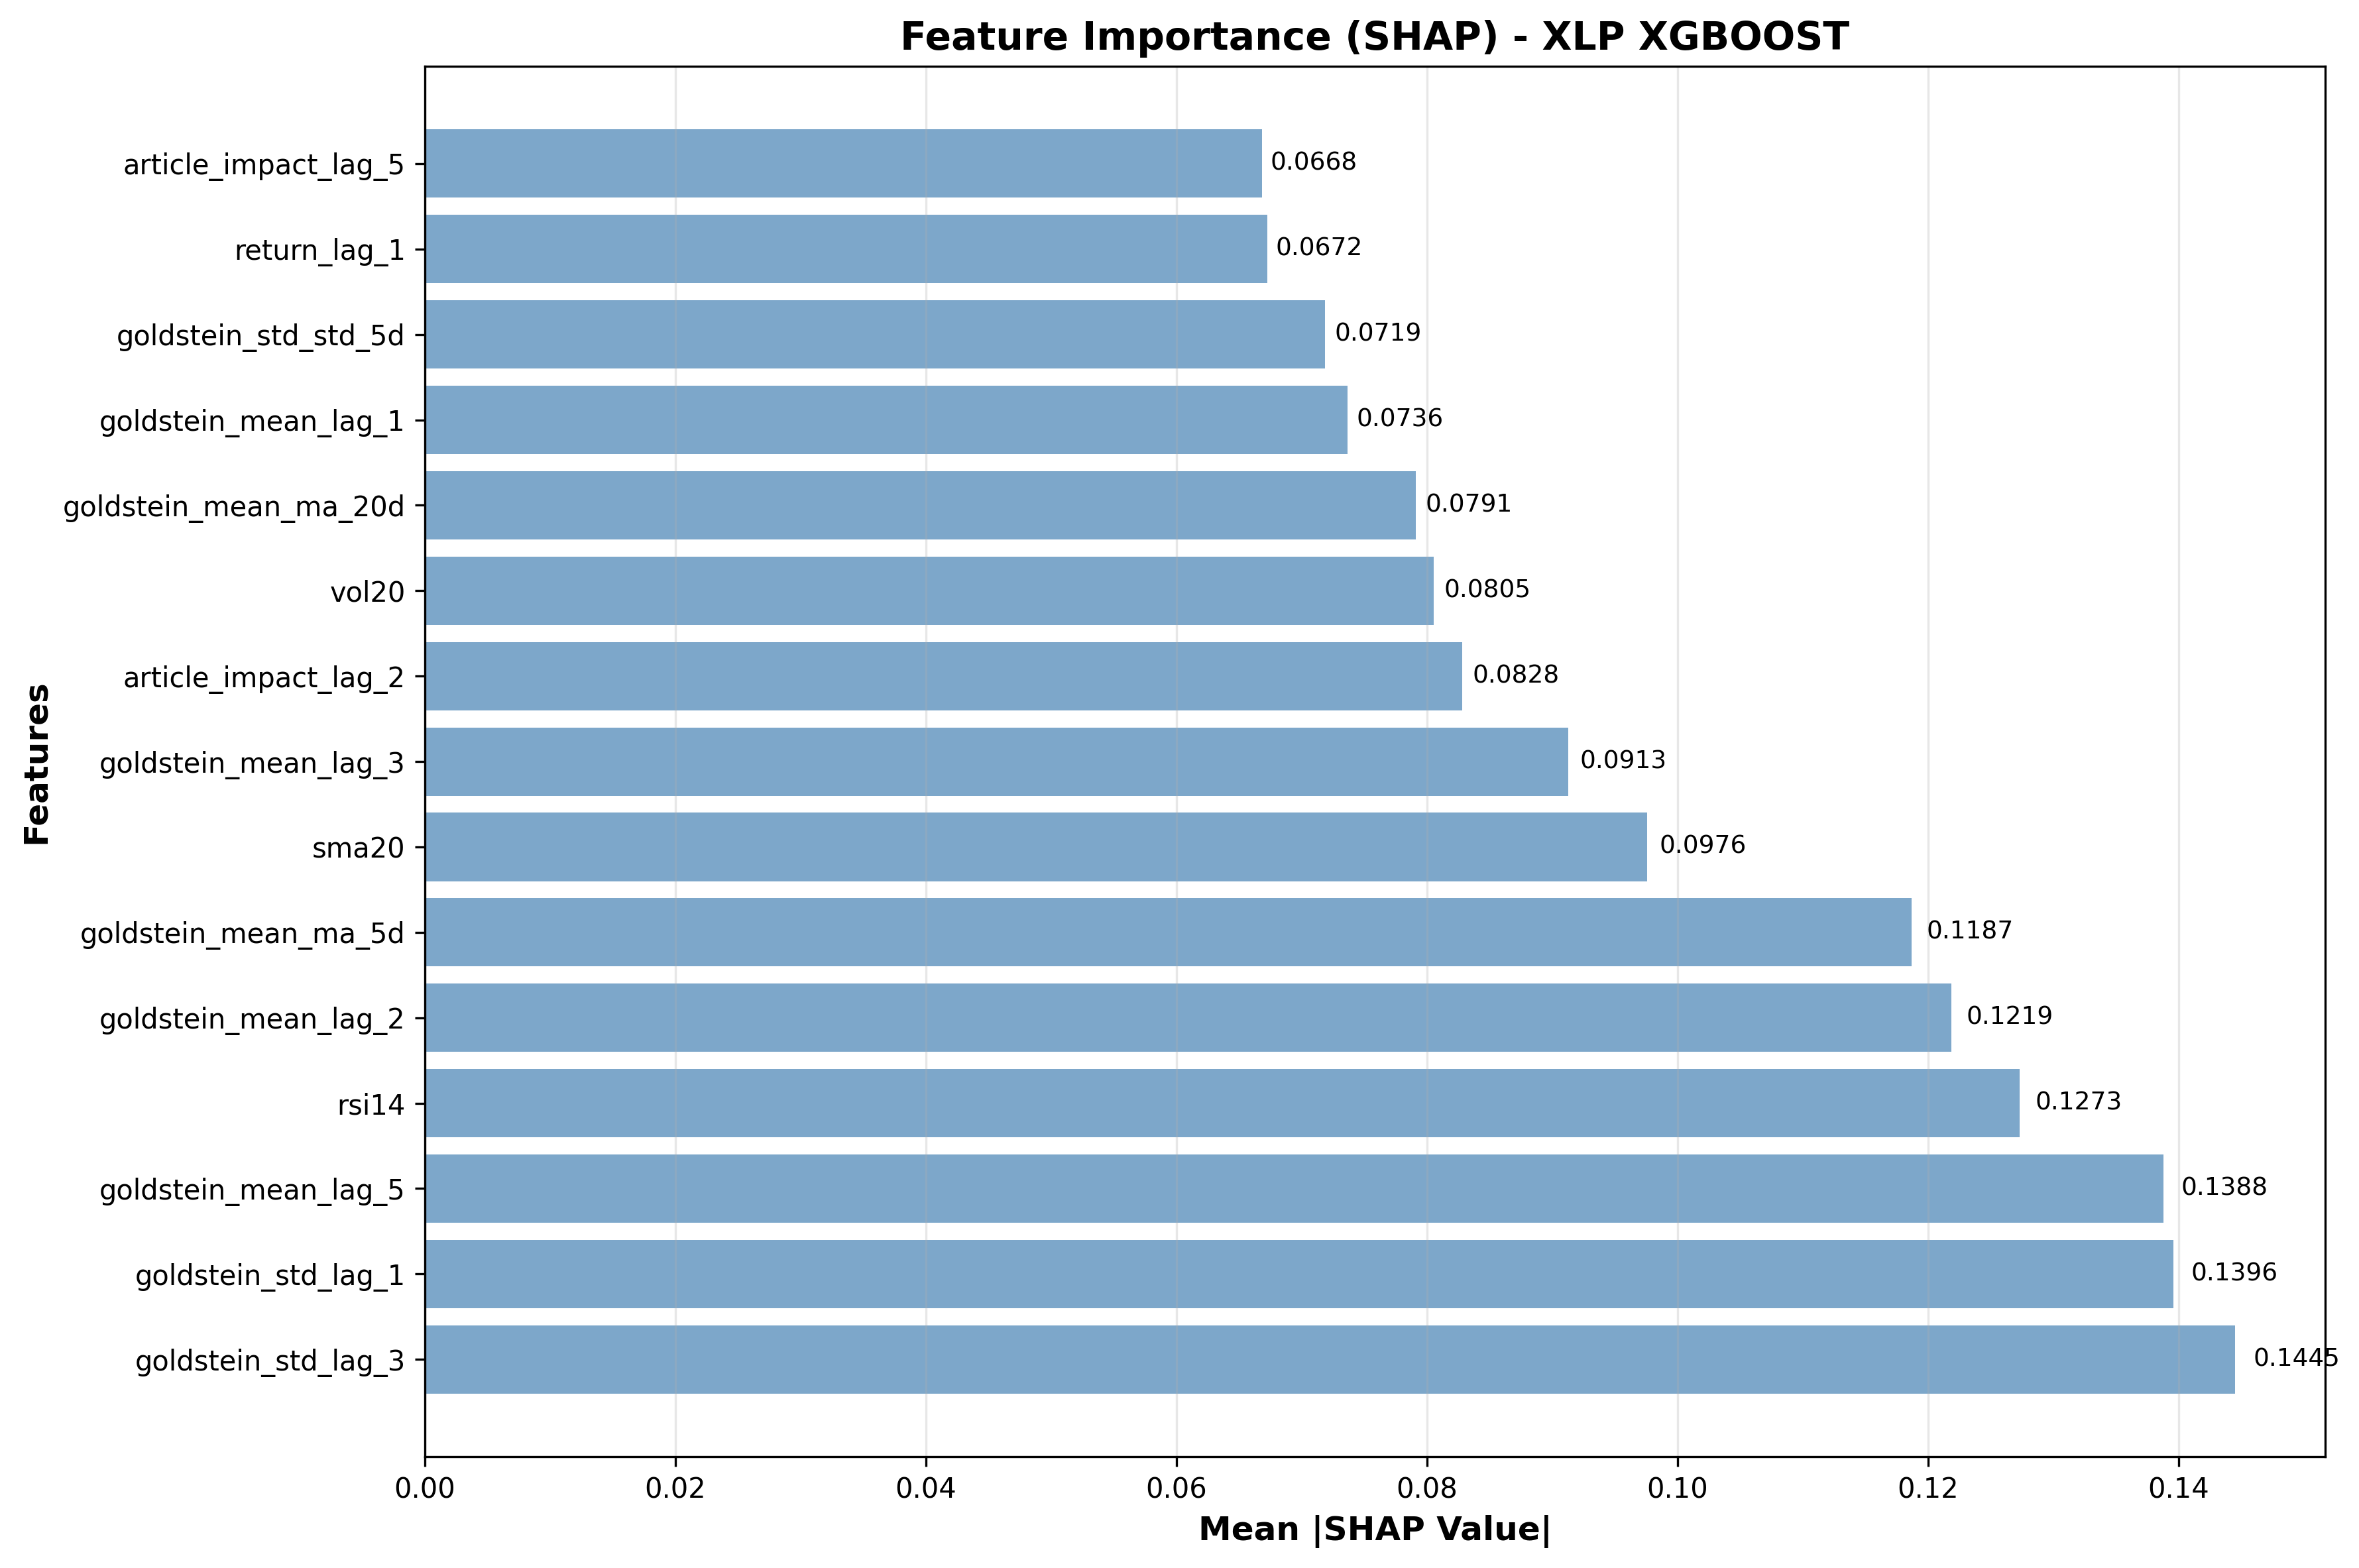 Feature Importance (SHAP) - XLP XGBOOST
Features
article_impact_lag_5 0.0668
return_lag_1 0.0672
goldstein_std_std_5d 0.0719
goldstein_mean_lag_1 0.0736
goldstein_mean_ma_20d 0.0791
vol20 0.0805
article_impact_lag_2 0.0828
goldstein_mean_lag_3 0.0913
sma20 0.0976
goldstein_mean_ma_5d 0.1187
goldstein_mean_lag_2 0.1219
rsi14 0.1273
goldstein_mean_lag_5 0.1388
goldstein_std_lag_1 0.1396
goldstein_std_lag_3 0.1445
0.00 0.02 0.04 0.06 0.08 0.10 0.12 0.14
Mean |SHAP Value|